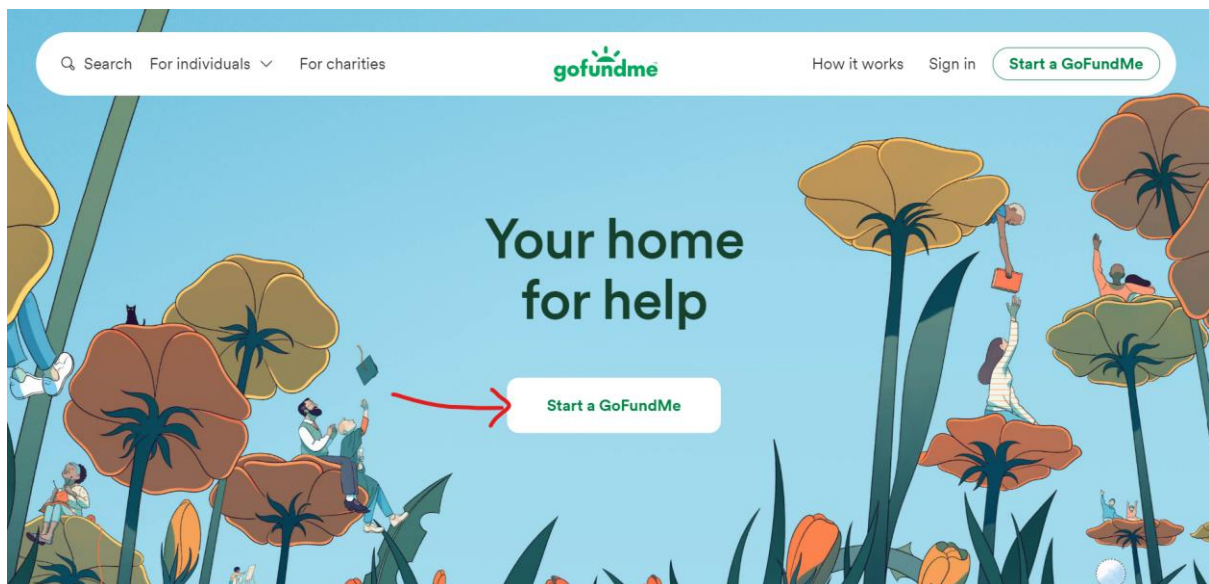 Search For individuals For charities gofundme How it works Sign in Start a GoFundMe
Your home
for help
Start a GoFundMe